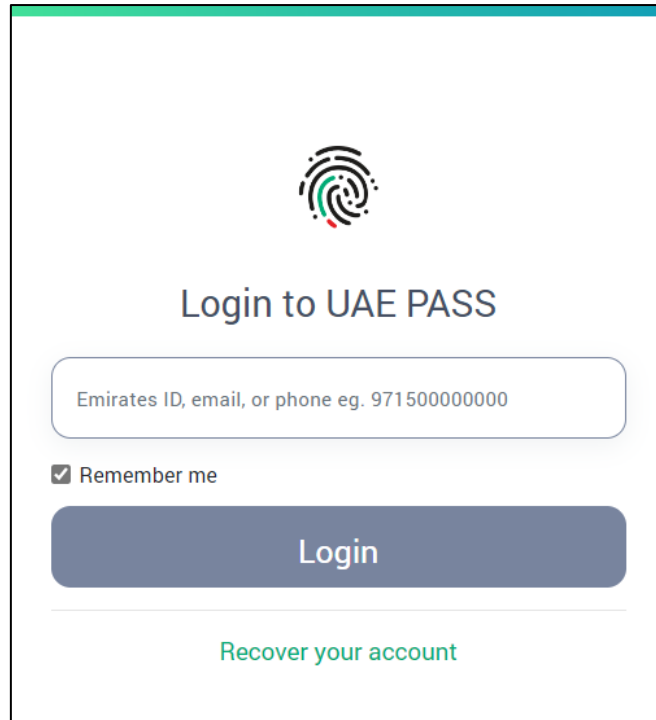 Login to UAE PASS
Emirates ID, email, or phone eg. 971500000000
Remember me
Login
Recover your account